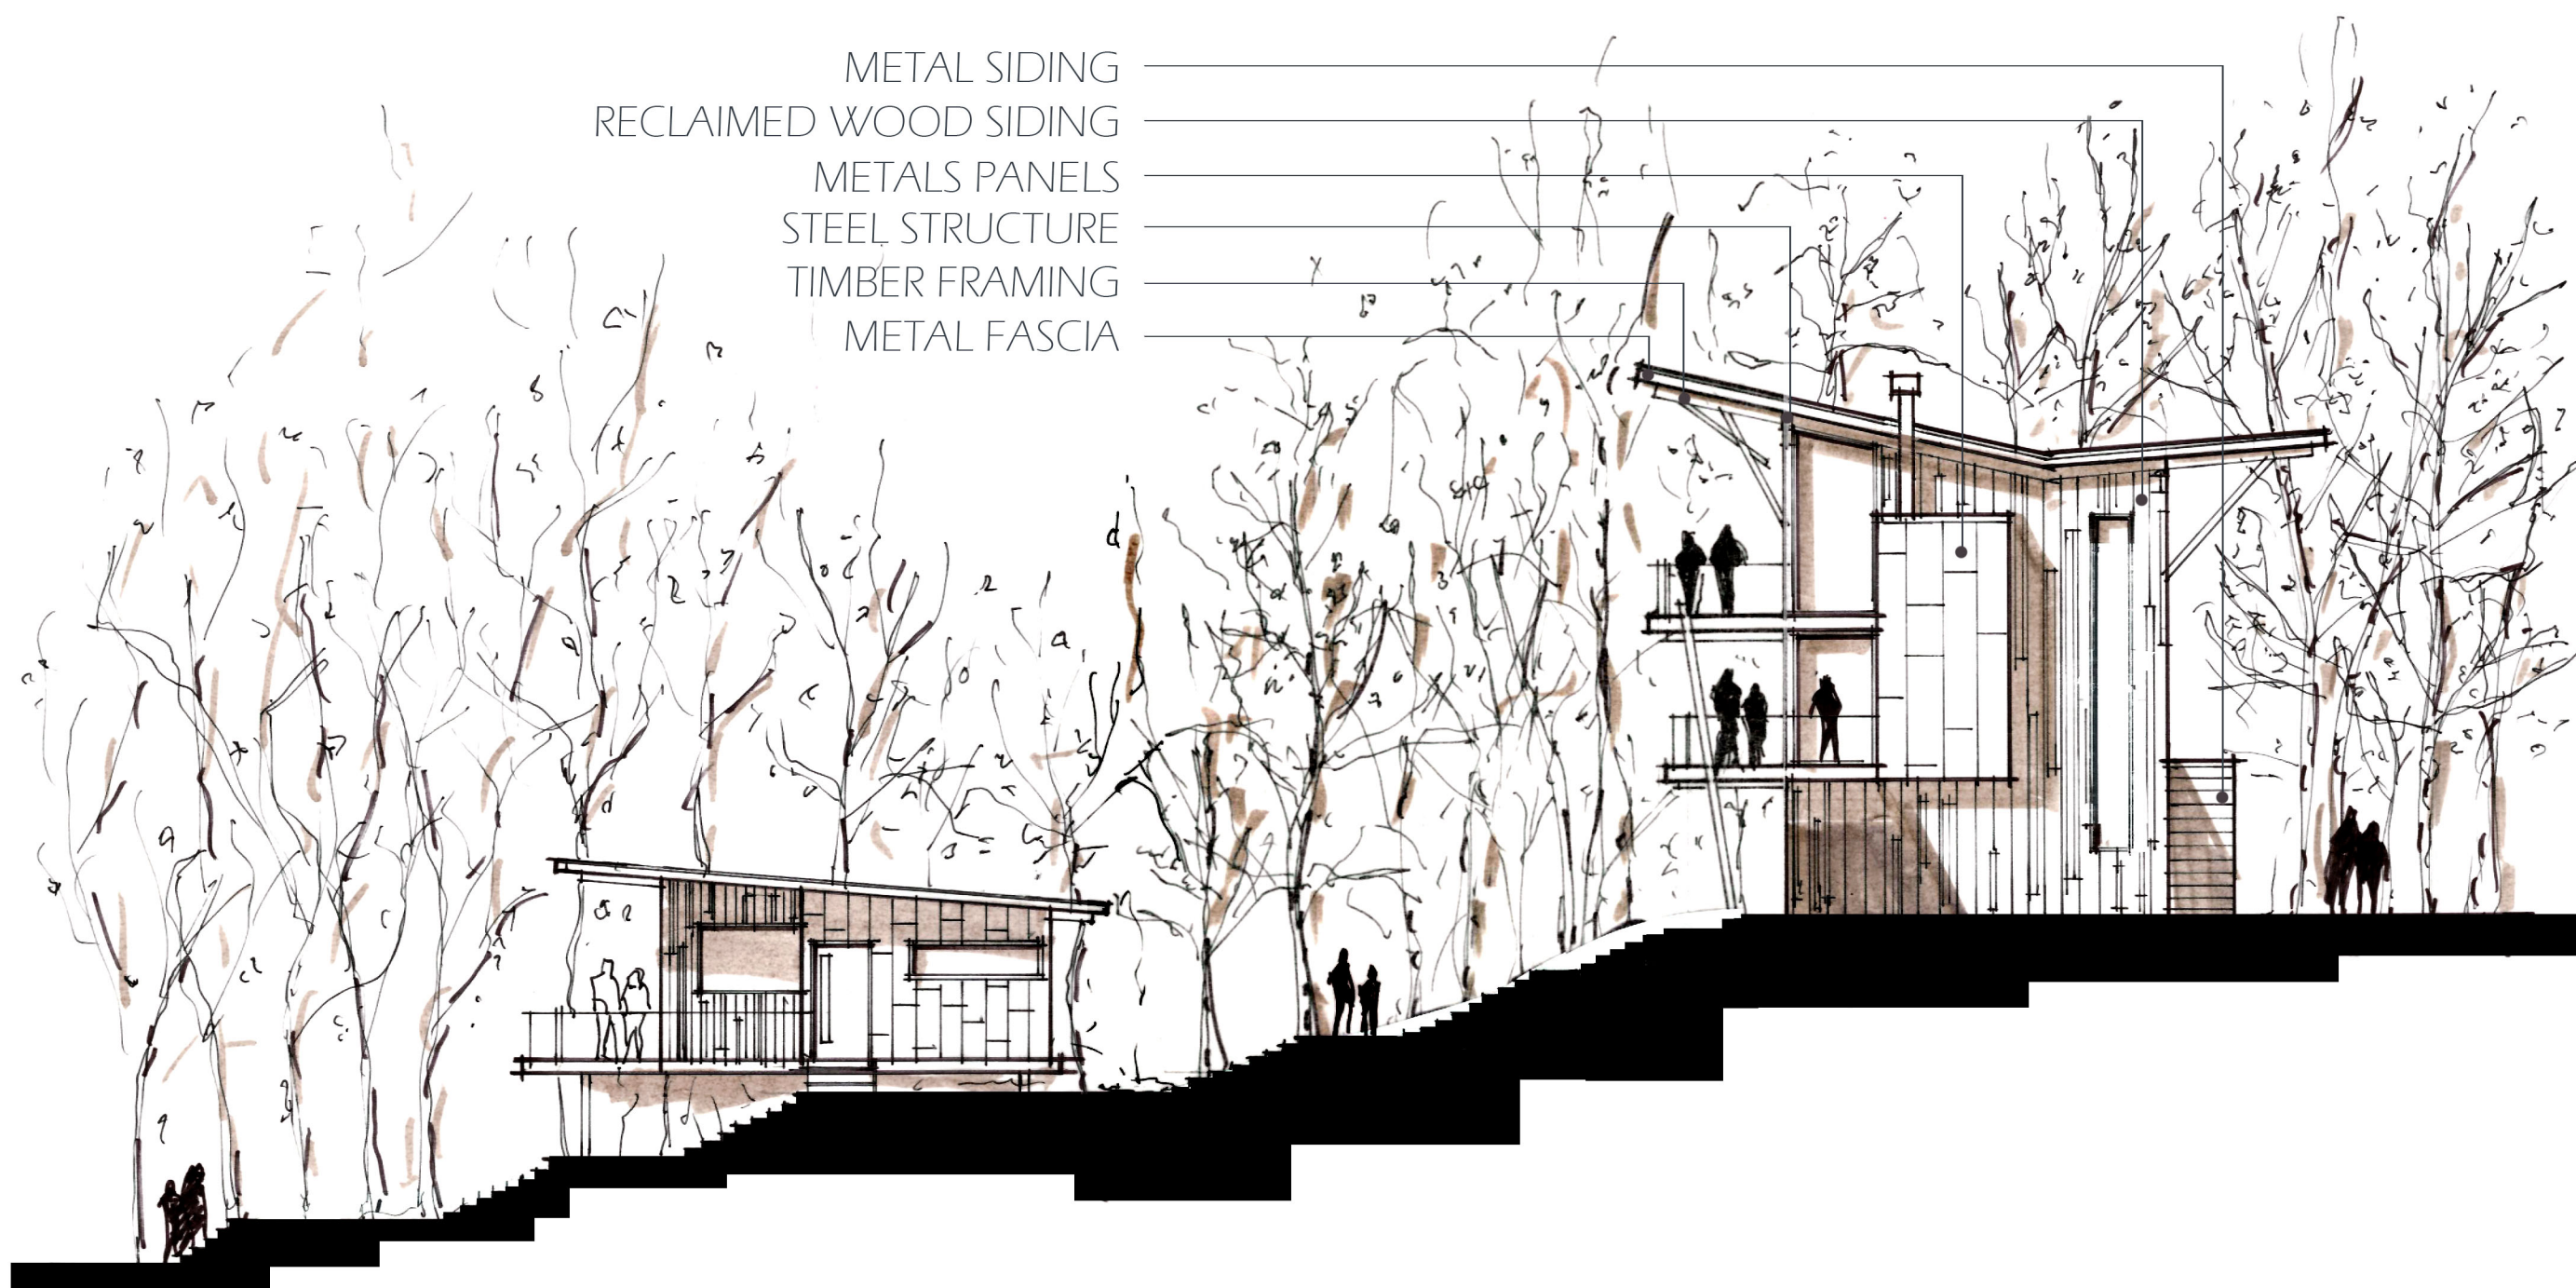 METAL SIDING
RECLAIMED WOOD SIDING
METALS PANELS
STEEL STRUCTURE
TIMBER FRAMING
METAL FASCIA